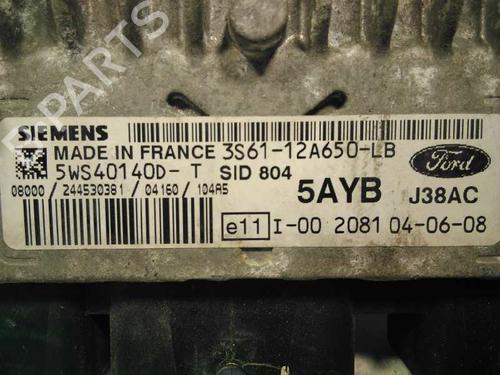 B-PARTS
SIEMENS
MADE IN FRANCE 3S61-12A650-LB
5WS40140D-T SID 804
Ford
08000 / 244530381 / 04160 / 104A5
5AYB J38AC
e11 I-00 2081 04-06-08